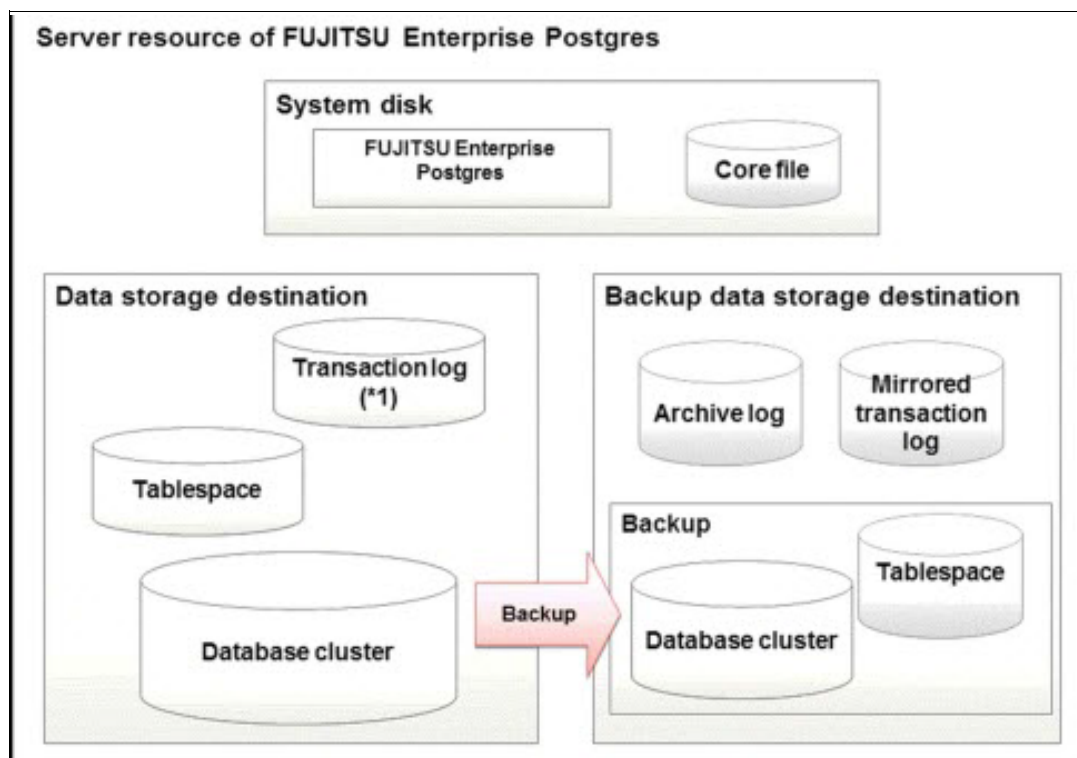 Server resource of FUJITSU Enterprise Postgres
System disk
FUJITSU Enterprise
Postgres
Core file
Data storage destination
Transaction log
(*1)
Tablespace
Database cluster
Backup
Backup data storage destination
Archive log
Mirrored
transaction
log
Backup
Tablespace
Database cluster